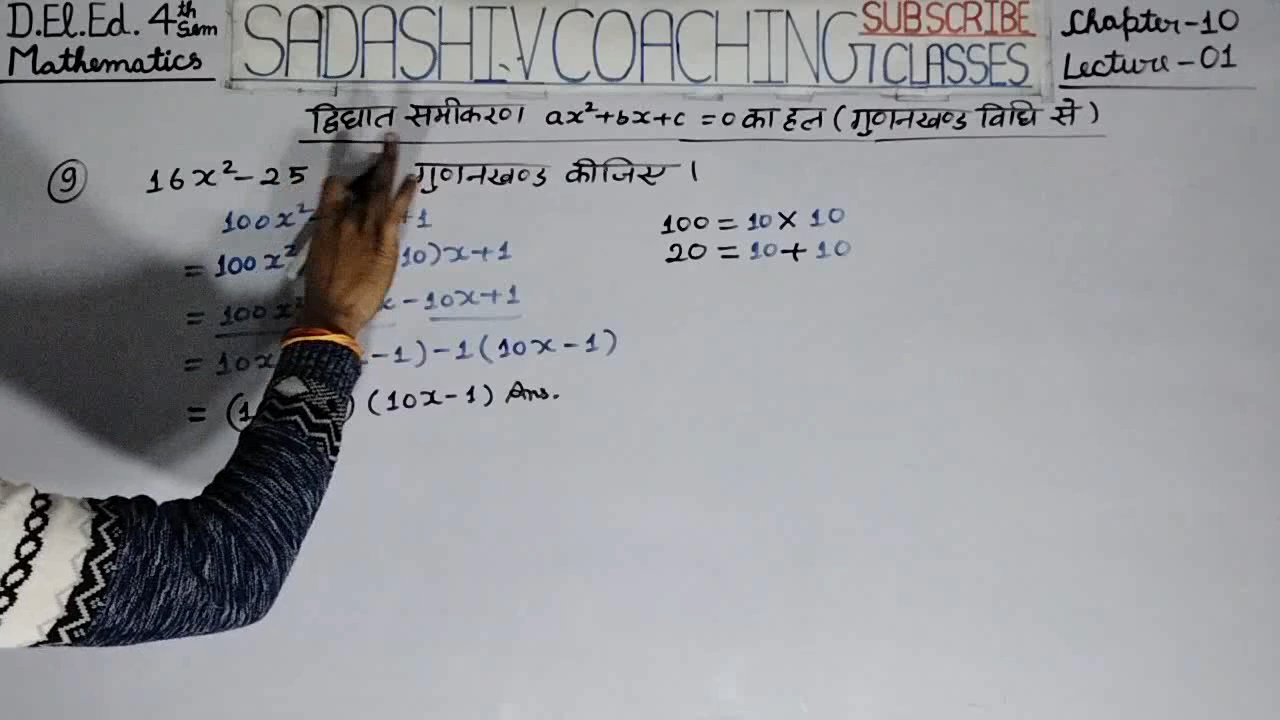 D.El.Ed. 4th Sem
Mathematics
SADASHIV COACHING CLASSES
SUBSCRIBE
Chapter-10
Lecture-01
द्विघात समीकरण ax²+bx+c=0 का हल (गुणनखण्ड विधि से)
9 16x²-25 गुणनखण्ड कीजिए।
100x² +1
= 100x² 10)x+1
= 100x² -10x+1
= 10x -1)-1(10x-1)
= (10x-1) Ans.
100 = 10×10
20 = 10+10